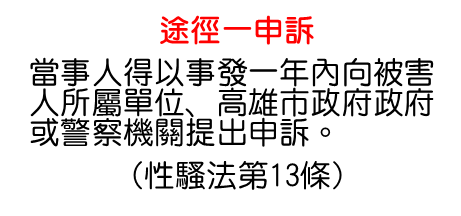 途徑一申訴
當事人得以事發一年內向被害
人所屬單位、高雄市政府政府
或警察機關提出申訴。
(性騷法第13條)